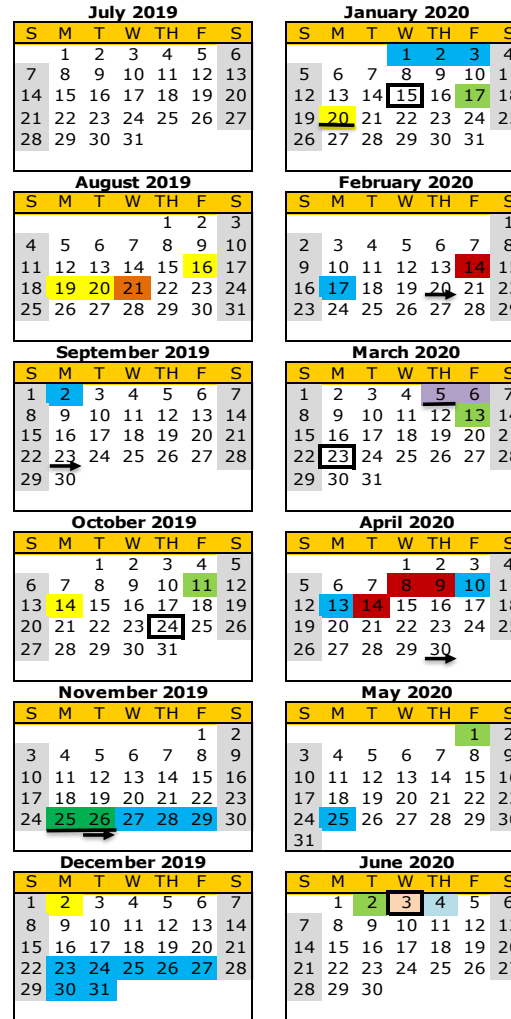 July 2019
S M T W TH F S
1 2 3 4 5 6
7 8 9 10 11 12 13
14 15 16 17 18 19 20
21 22 23 24 25 26 27
28 29 30 31
August 2019
S M T W TH F S
1 2 3
4 5 6 7 8 9 10
11 12 13 14 15 16 17
18 19 20 21 22 23 24
25 26 27 28 29 30 31
September 2019
S M T W TH F S
1 2 3 4 5 6 7
8 9 10 11 12 13 14
15 16 17 18 19 20 21
22 23 24 25 26 27 28
29 30
October 2019
S M T W TH F S
1 2 3 4 5
6 7 8 9 10 11 12
13 14 15 16 17 18 19
20 21 22 23 24 25 26
27 28 29 30 31
November 2019
S M T W TH F S
1 2
3 4 5 6 7 8 9
10 11 12 13 14 15 16
17 18 19 20 21 22 23
24 25 26 27 28 29 30
December 2019
S M T W TH F S
1 2 3 4 5 6 7
8 9 10 11 12 13 14
15 16 17 18 19 20 21
22 23 24 25 26 27 28
29 30 31
January 2020
S M T W TH F S
1 2 3 4
5 6 7 8 9 10 1
12 13 14 15 16 17 18
19 20 21 22 23 24 25
26 27 28 29 30 31
February 2020
S M T W TH F S
1
2 3 4 5 6 7 8
9 10 11 12 13 14 15
16 17 18 19 20 21 22
23 24 25 26 27 28 29
March 2020
S M T W TH F S
1 2 3 4 5 6 7
8 9 10 11 12 13 14
15 16 17 18 19 20 21
22 23 24 25 26 27 28
29 30 31
April 2020
S M T W TH F S
1 2 3 4
5 6 7 8 9 10 1
12 13 14 15 16 17 18
19 20 21 22 23 24 25
26 27 28 29 30
May 2020
S M T W TH F S
1 2
3 4 5 6 7 8 9
10 11 12 13 14 15 16
17 18 19 20 21 22 23
24 25 26 27 28 29 30
31
June 2020
S M T W TH F S
1 2 3 4 5 6
7 8 9 10 11 12 13
14 15 16 17 18 19 20
21 22 23 24 25 26 27
28 29 30